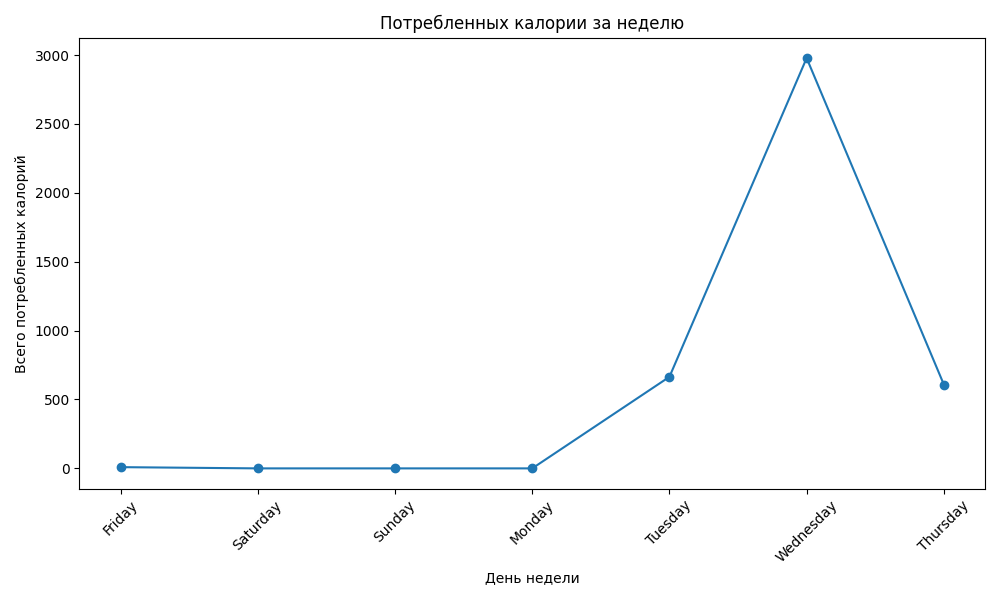 Потребленных калории за неделю
Всего потребленных калорий
3000
2500
2000
1500
1000
500
0
Friday
Saturday
Sunday
Monday
Tuesday
Wednesday
Thursday
День недели